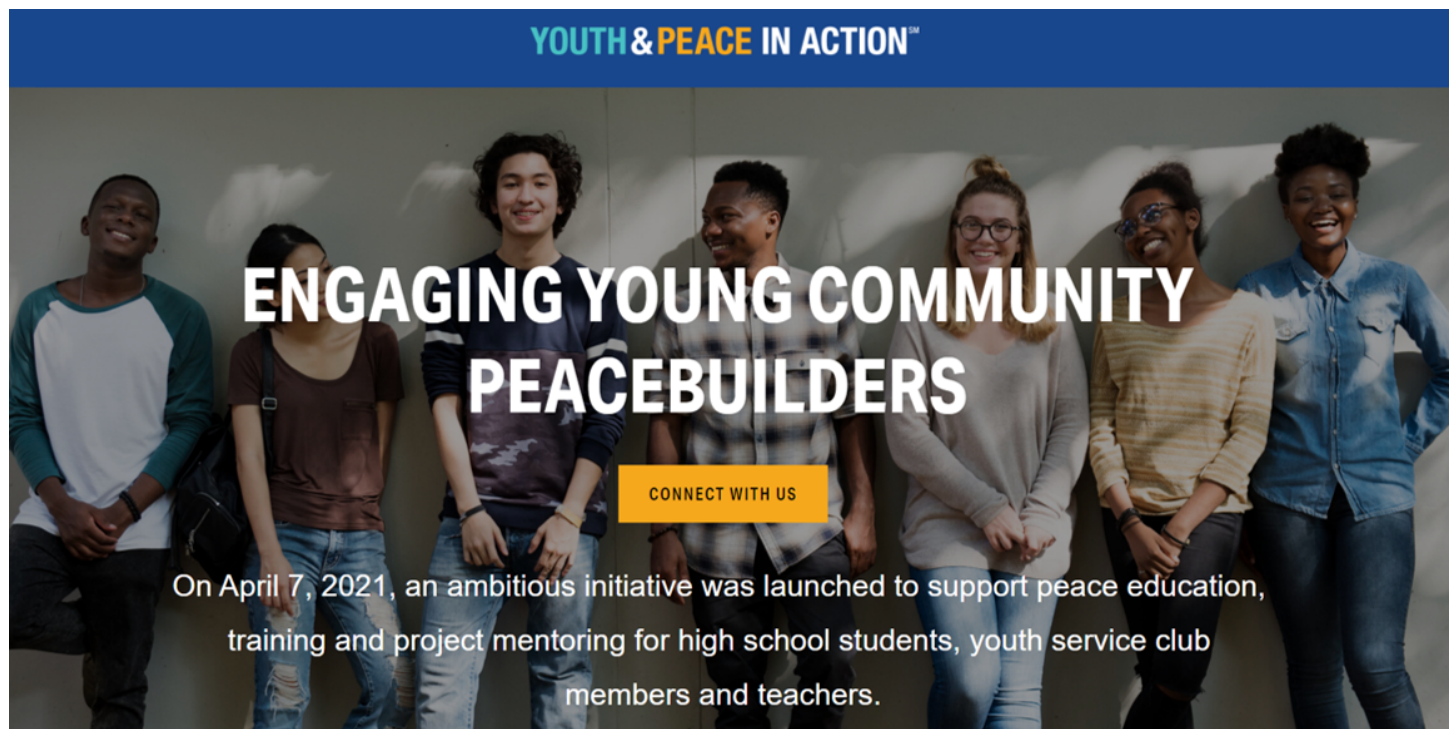 YOUTH & PEACE IN ACTION℠
ENGAGING YOUNG COMMUNITY
PEACEBUILDERS
CONNECT WITH US
On April 7, 2021, an ambitious initiative was launched to support peace education,
training and project mentoring for high school students, youth service club
members and teachers.